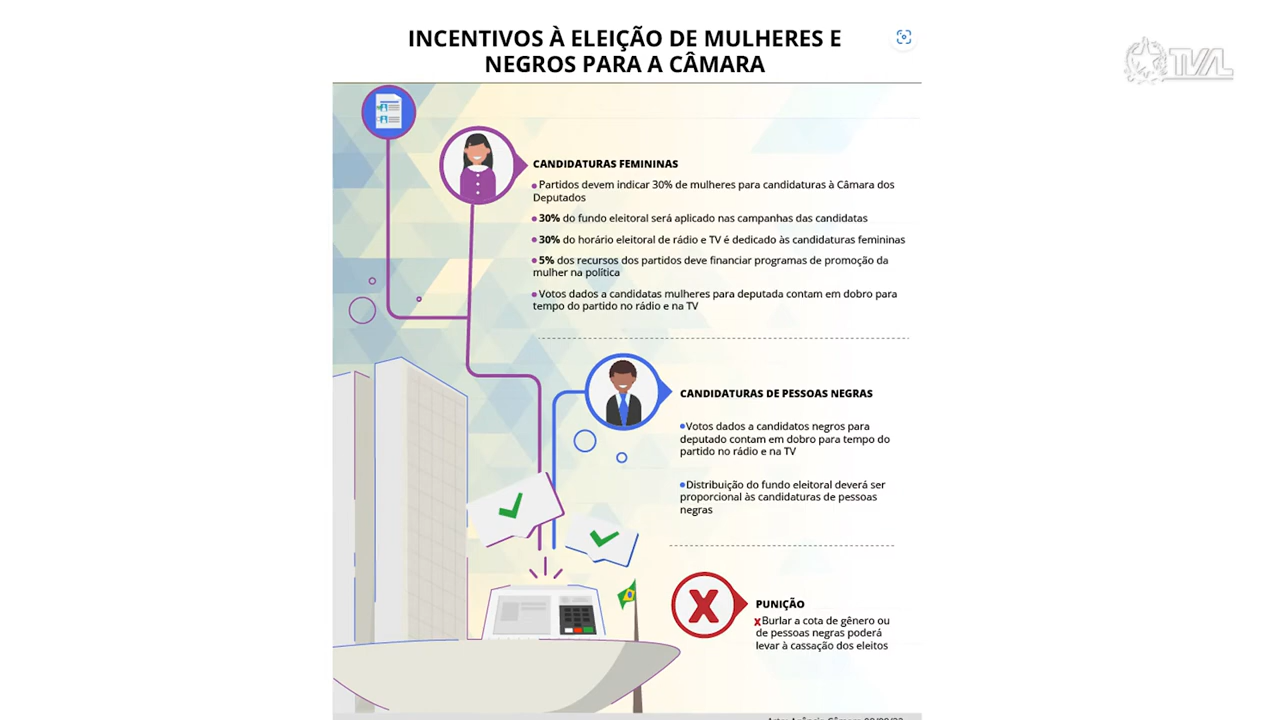 INCENTIVOS À ELEIÇÃO DE MULHERES E
NEGROS PARA A CÂMARA
TVAL
CANDIDATURAS FEMININAS
Partidos devem indicar 30% de mulheres para candidaturas à Câmara dos
Deputados
30% do fundo eleitoral será aplicado nas campanhas das candidatas
30% do horário eleitoral de rádio e TV é dedicado às candidaturas femininas
5% dos recursos dos partidos deve financiar programas de promoção da
mulher na política
Votos dados a candidatas mulheres para deputada contam em dobro para
tempo do partido no rádio e na TV
CANDIDATURAS DE PESSOAS NEGRAS
Votos dados a candidatos negros para
deputado contam em dobro para tempo do
partido no rádio e na TV
Distribuição do fundo eleitoral deverá ser
proporcional às candidaturas de pessoas
negras
X
PUNIÇÃO
x Burlar a cota de gênero ou
de pessoas negras poderá
levar à cassação dos eleitos